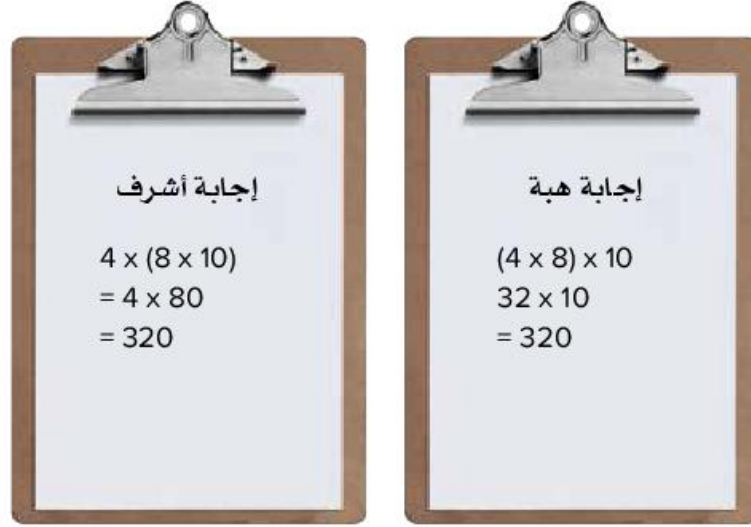 إجابة أشرف
4 x (8 x 10)
= 4 x 80
= 320
إجابة هبة
(4 x 8) x 10
32 x 10
= 320